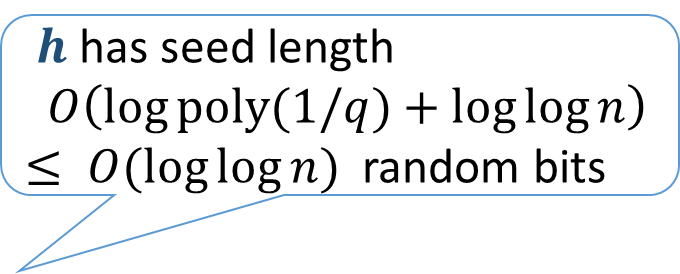 h has seed length
O(log poly(1/q) + log log n)
≤ O(log log n) random bits